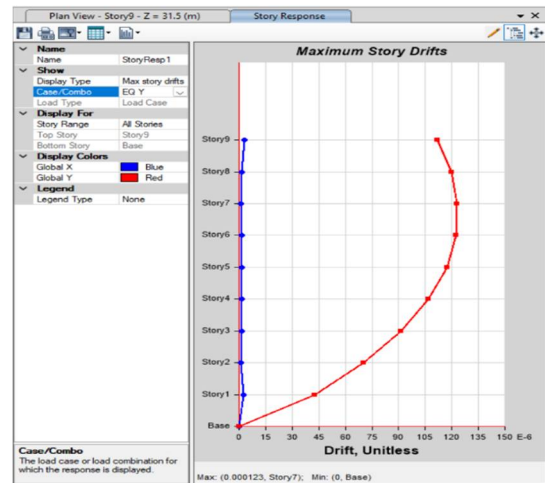 Plan View - Story9 - Z = 31.5 (m)
Story Response
Name
Name StoryResp1
Show
Display Type Max story drifts
Case/Combo EQ Y
Load Type Load Case
Display For
Story Range All Stories
Top Story Story9
Bottom Story Base
Display Colors
Global X Blue
Global Y Red
Legend
Legend Type None
Case/Combo
The load case or load combination for
which the response is displayed.
Maximum Story Drifts
Story9
Story8
Story7
Story6
Story5
Story4
Story3
Story2
Story1
Base
0 15 30 45 60 75 90 105 120 135 150 E-6
Drift, Unitless
Max: (0.000123, Story7); Min: (0, Base)